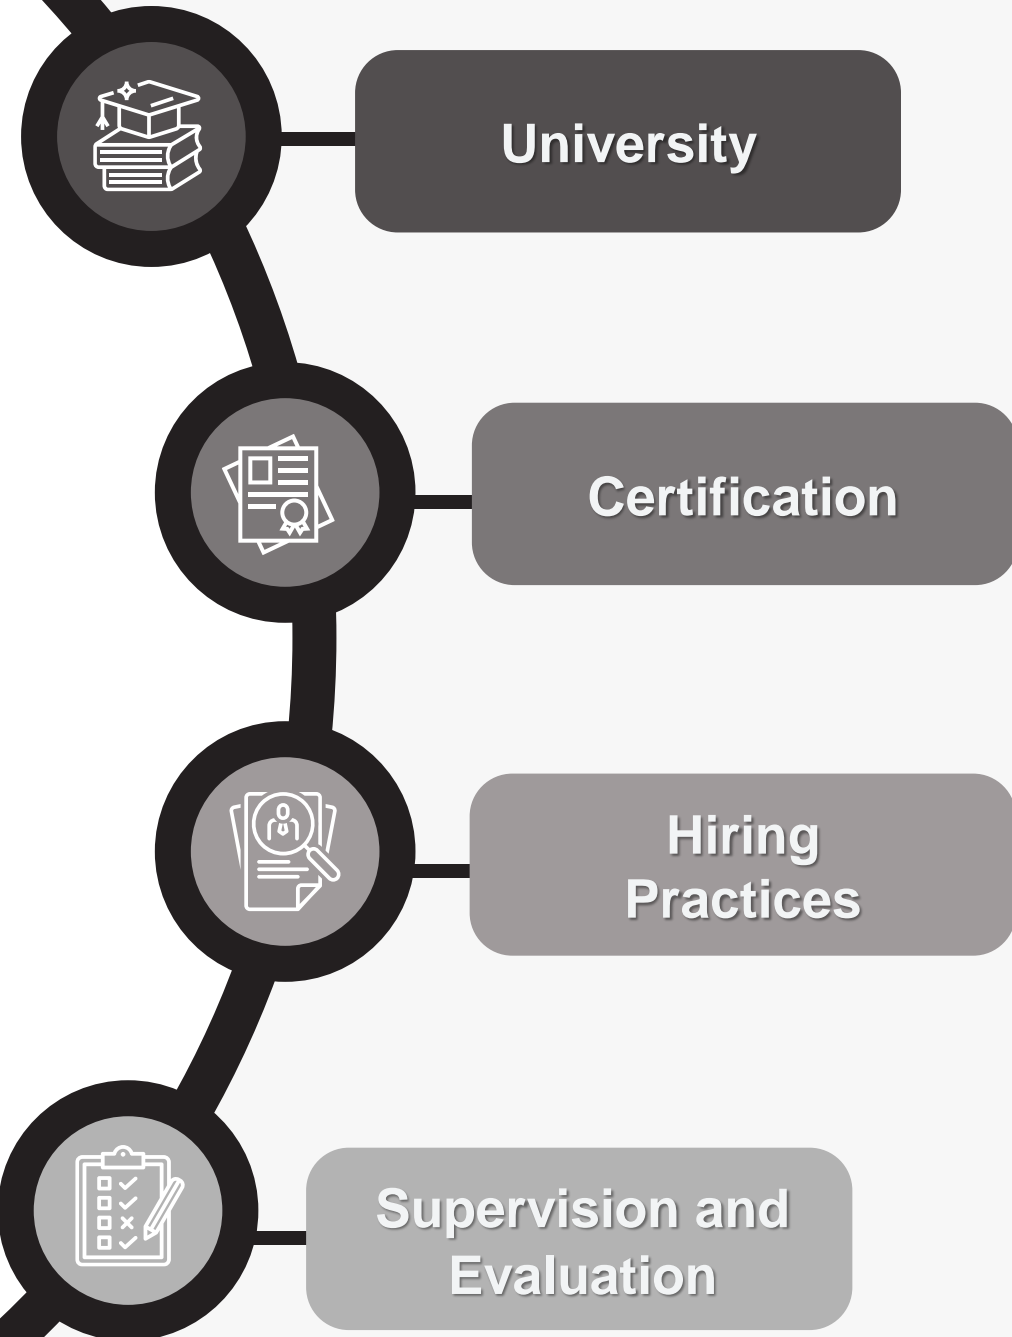 University
Certification
Hiring
Practices
Supervision and
Evaluation